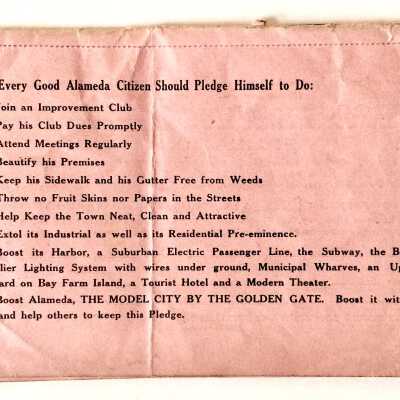 Every Good Alameda Citizen Should Pledge Himself to Do:
Join an Improvement Club
Pay his Club Dues Promptly
Attend Meetings Regularly
Beautify his Premises
Keep his Sidewalk and his Gutter Free from Weeds
Throw no Fruit Skins nor Papers in the Streets
Help Keep the Town Neat, Clean and Attractive
Extol its Industrial as well as its Residential Pre-eminence.
Boost its Harbor, a Suburban Electric Passenger Line, the Subway, the
Lighting System with wires under ground, Municipal Wharves, an
on Bay Farm Island, a Tourist Hotel and a Modern Theater.
Boost Alameda, THE MODEL CITY BY THE GOLDEN GATE. Boost it
and help others to keep this Pledge.